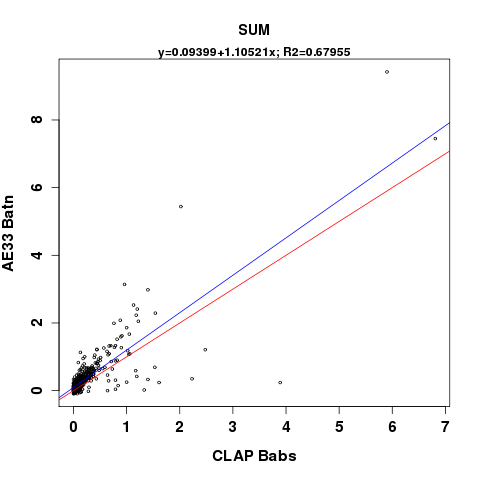 SUM
y=0.09399+1.10521x; R2=0.67955
8
6
4
2
0
AE33 Batn
0 1 2 3 4 5 6 7
CLAP Babs